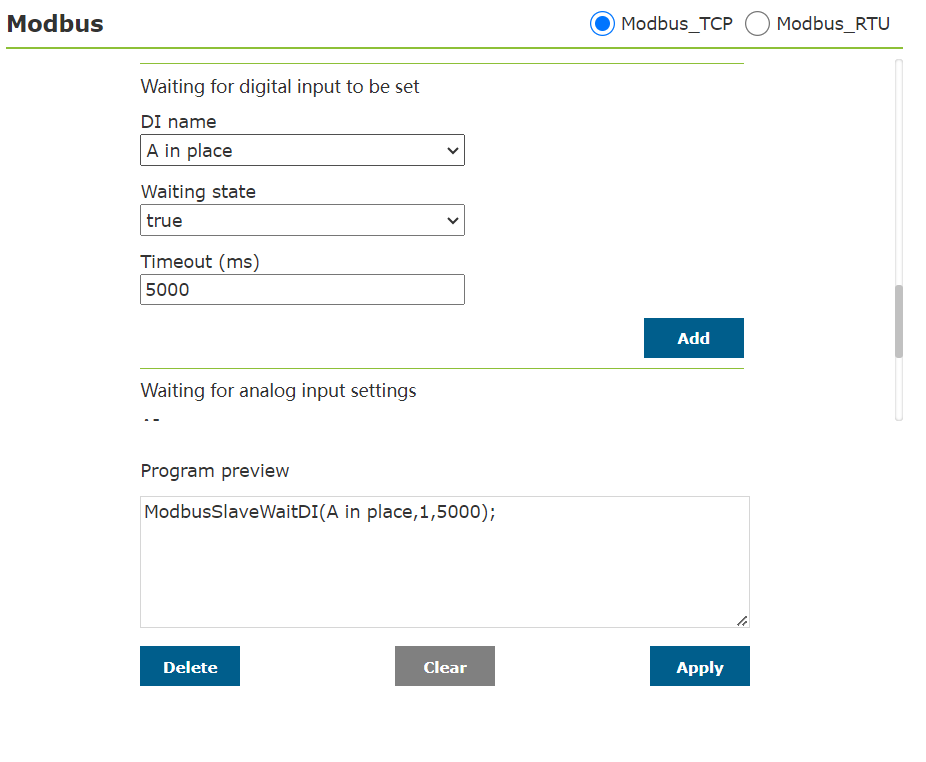 Modbus
Modbus_TCP Modbus_RTU
Waiting for digital input to be set
DI name
A in place
Waiting state
true
Timeout (ms)
5000
Add
Waiting for analog input settings
Program preview
ModbusSlaveWaitDI(A in place,1,5000);
Delete Clear Apply